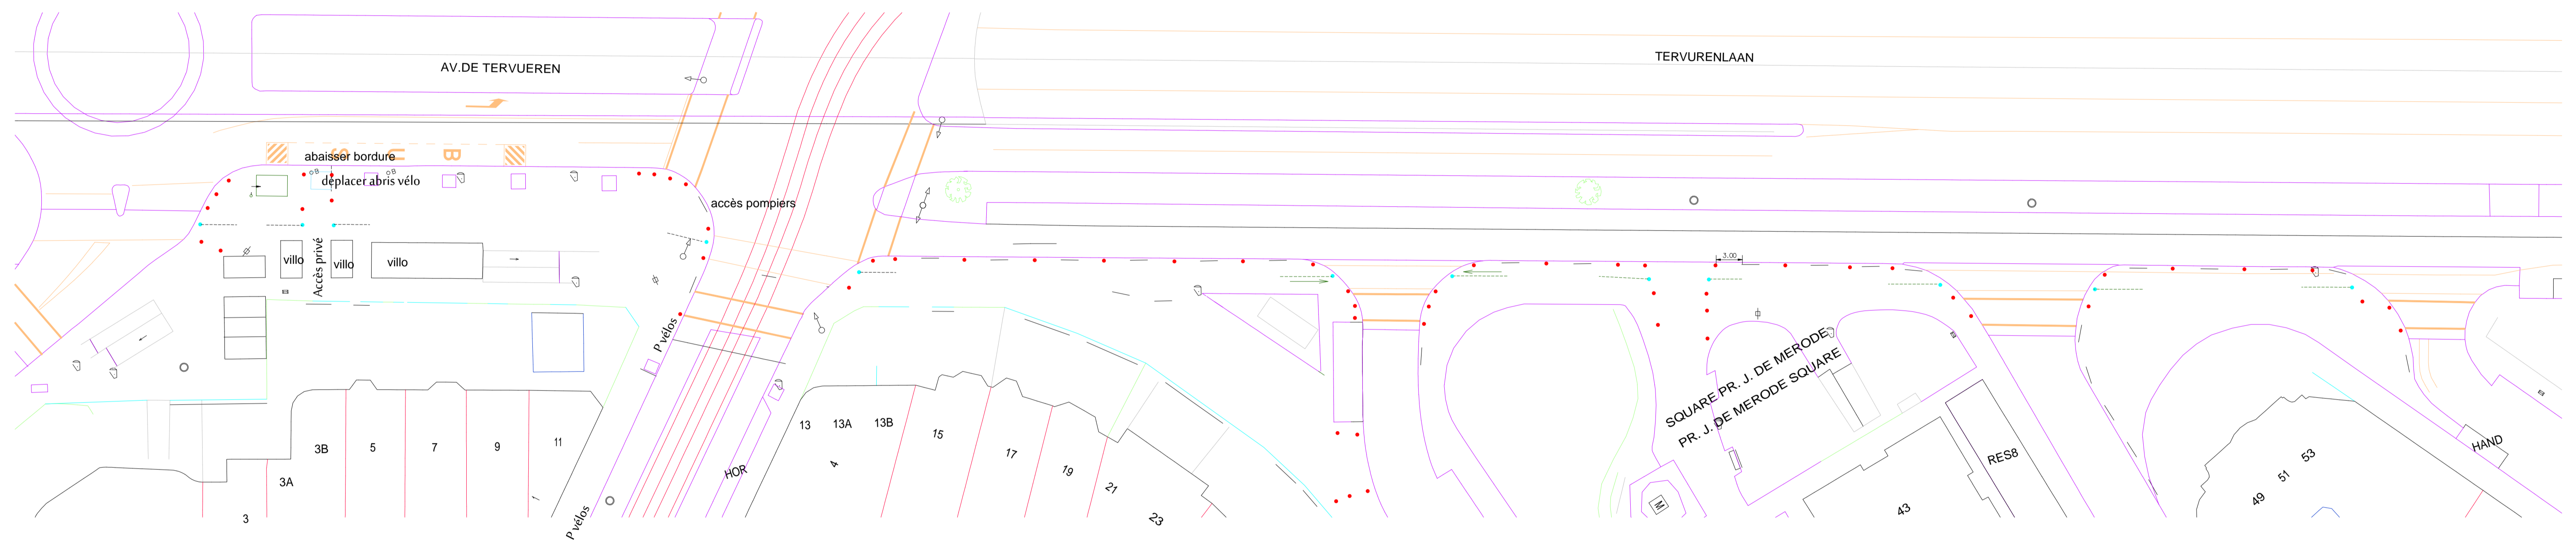 AV.DE TERVUEREN
TERVURENLAAN
BUS
abaisser bordure
B
B
déplacer abris vélo
accès pompiers
villo
Accès privé
villo
villo
3.00
P vélos
P vélos
SQUARE PR. J. DE MERODE
PR. J. DE MERODE SQUARE
M
HOR
3
3A
3B
5
7
9
11
13
13A
13B
4
15
17
19
21
23
43
RES8
49
51
53
HAND